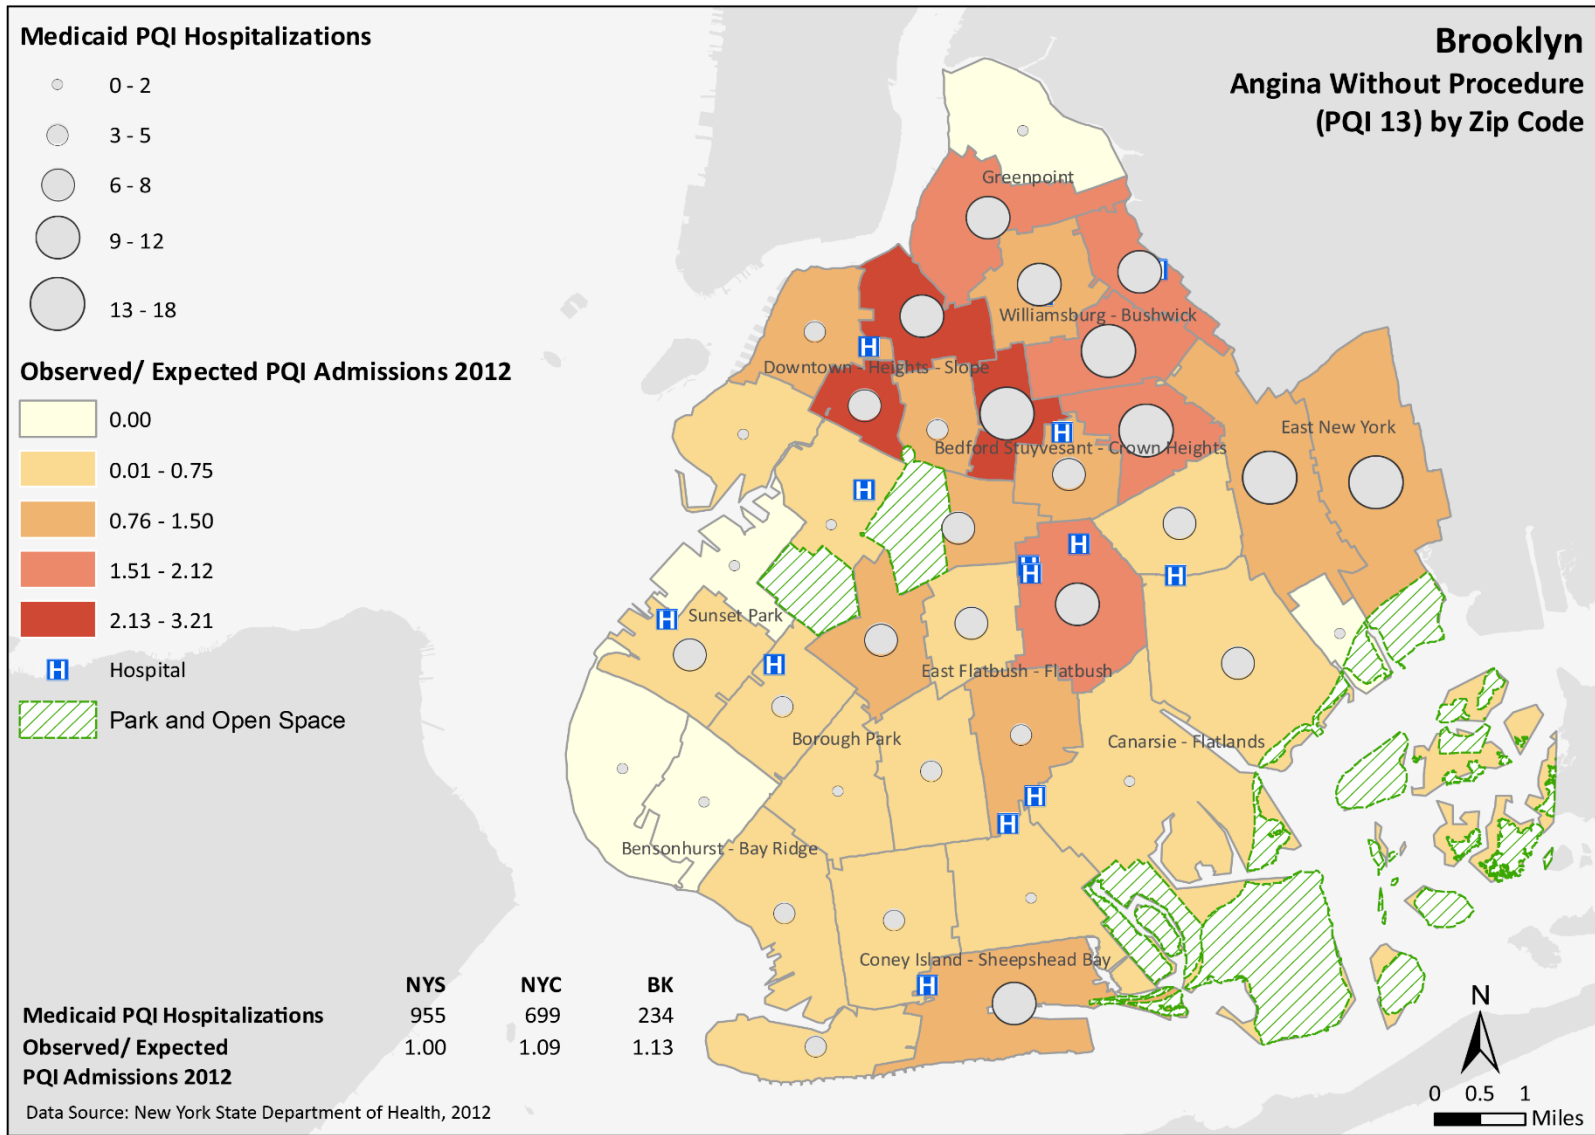 Medicaid PQI Hospitalizations
0 - 2
3 - 5
6 - 8
9 - 12
13 - 18
Observed/ Expected PQI Admissions 2012
0.00
0.01 - 0.75
0.76 - 1.50
1.51 - 2.12
2.13 - 3.21
H Hospital
Park and Open Space
Brooklyn
Angina Without Procedure
(PQI 13) by Zip Code
Greenpoint
H
Williamsburg - Bushwick
H
Downtown - Heights - Slope
East New York
H
Bedford Stuyvesant - Crown Heights
H
H
H
H
H
Sunset Park
H
H
East Flatbush - Flatbush
Borough Park
Canarsie - Flatlands
H
H
Bensonhurst - Bay Ridge
Coney Island - Sheepshead Bay
H
NYS NYC BK
Medicaid PQI Hospitalizations 955 699 234
Observed/ Expected 1.00 1.09 1.13
PQI Admissions 2012
Data Source: New York State Department of Health, 2012
N
0 0.5 1
Miles